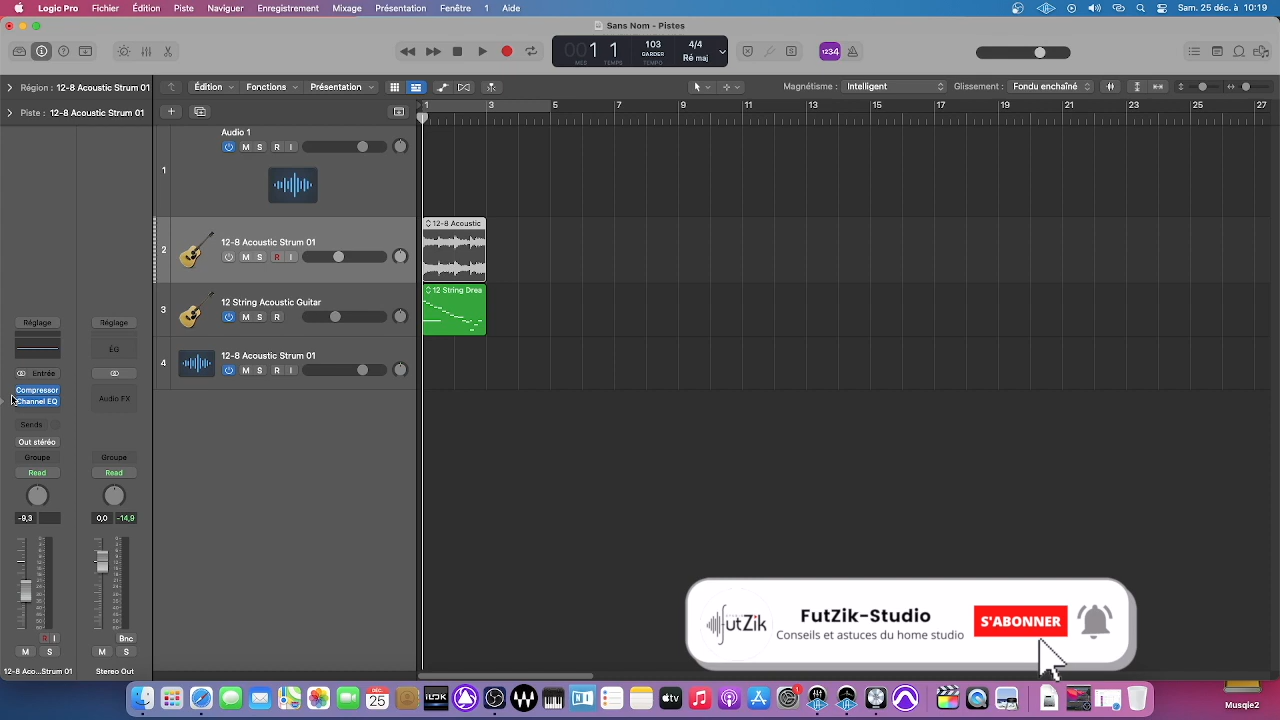 Logic Pro Fichier Édition Piste Naviguer Enregistrement Mixage Présentation Fenêtre 1 Aide Sam. 25 déc. à 10:19
Sans Nom - Pistes
1 1 103 4/4
GARDER Ré maj
TEMPS TEMPO
1234
Région : 12-8 Acoustic Strum 01
Édition Fonctions Présentation Magnétisme : Intelligent Glissement : Fondu enchaîné
Piste : 12-8 Acoustic Strum 01
1 3 5 7 9 11 13 15 17 19 21 23 25 27
Audio 1
M S R I
1
12-8 Acoustic
2
12-8 Acoustic Strum 01
M S R I
12 String Drea
3
12 String Acoustic Guitar
M S R
4
12-8 Acoustic Strum 01
M S R I
Réglage Réglage
ÉG
Entrée
Compressor
Channel EQ Audio FX
Sends
Out stéréo
Groupe Groupe
Read Read
-9,3 0,0 -14,9
R I Bnc
M S M S
12-8 Acoustic Strum 01 Stereo Out
FutZik
FutZik-Studio
Conseils et astuces du home studio
S'ABONNER
Musqie2